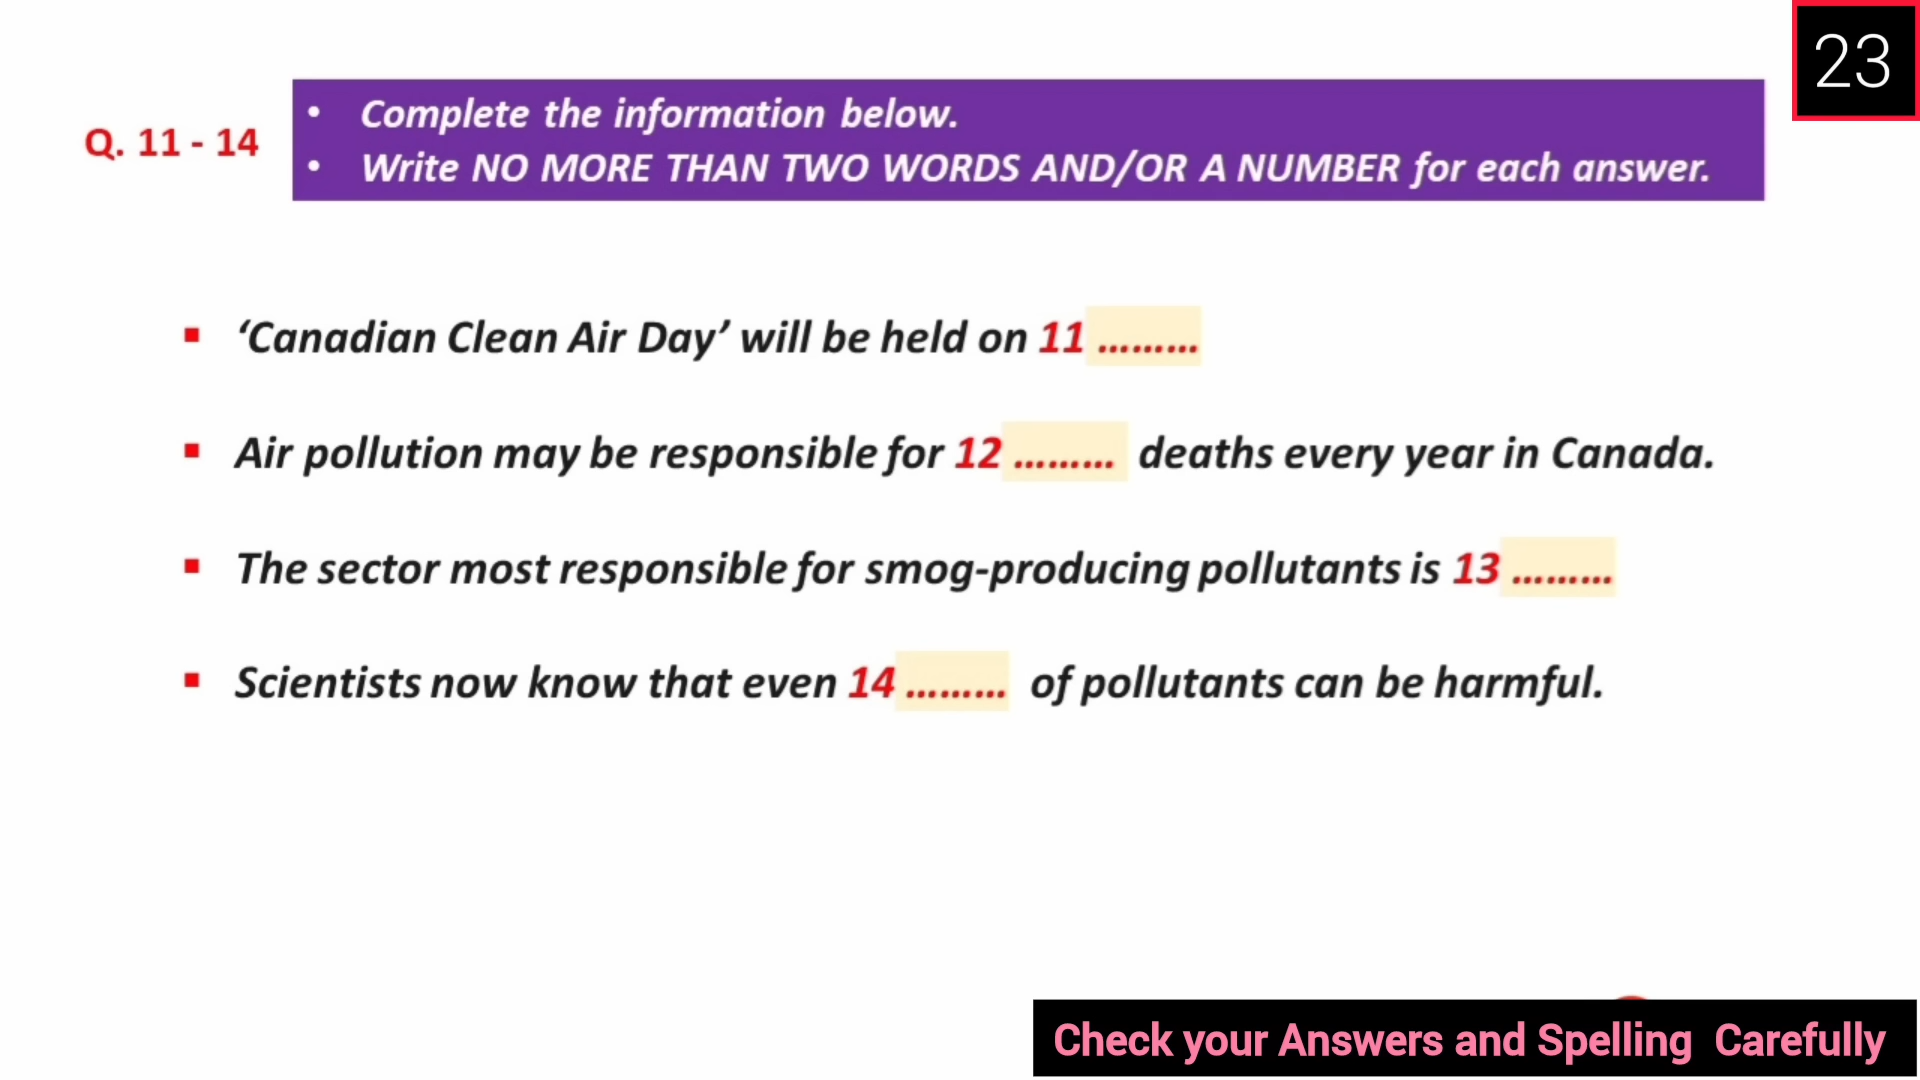 23
Q. 11 - 14
• Complete the information below.
• Write NO MORE THAN TWO WORDS AND/OR A NUMBER for each answer.
▪ ‘Canadian Clean Air Day’ will be held on 11 .........
▪ Air pollution may be responsible for 12 ......... deaths every year in Canada.
▪ The sector most responsible for smog-producing pollutants is 13 .........
▪ Scientists now know that even 14 ......... of pollutants can be harmful.
Check your Answers and Spelling Carefully